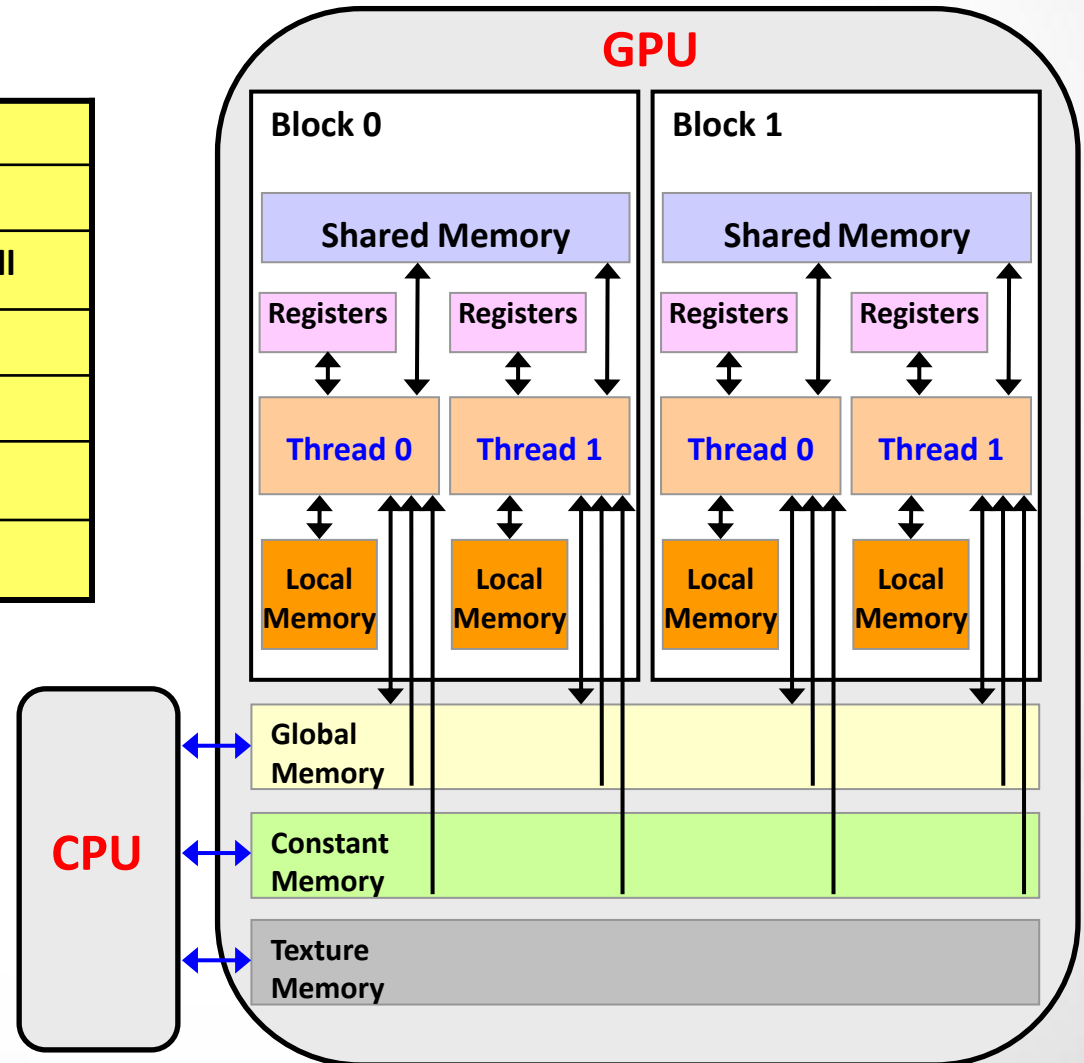 GPU
ll
Block 0
Block 1
Shared Memory
Shared Memory
Registers
Registers
Registers
Registers
Thread 0
Thread 1
Thread 0
Thread 1
Local
Memory
Local
Memory
Local
Memory
Local
Memory
Global
Memory
CPU
Constant
Memory
Texture
Memory